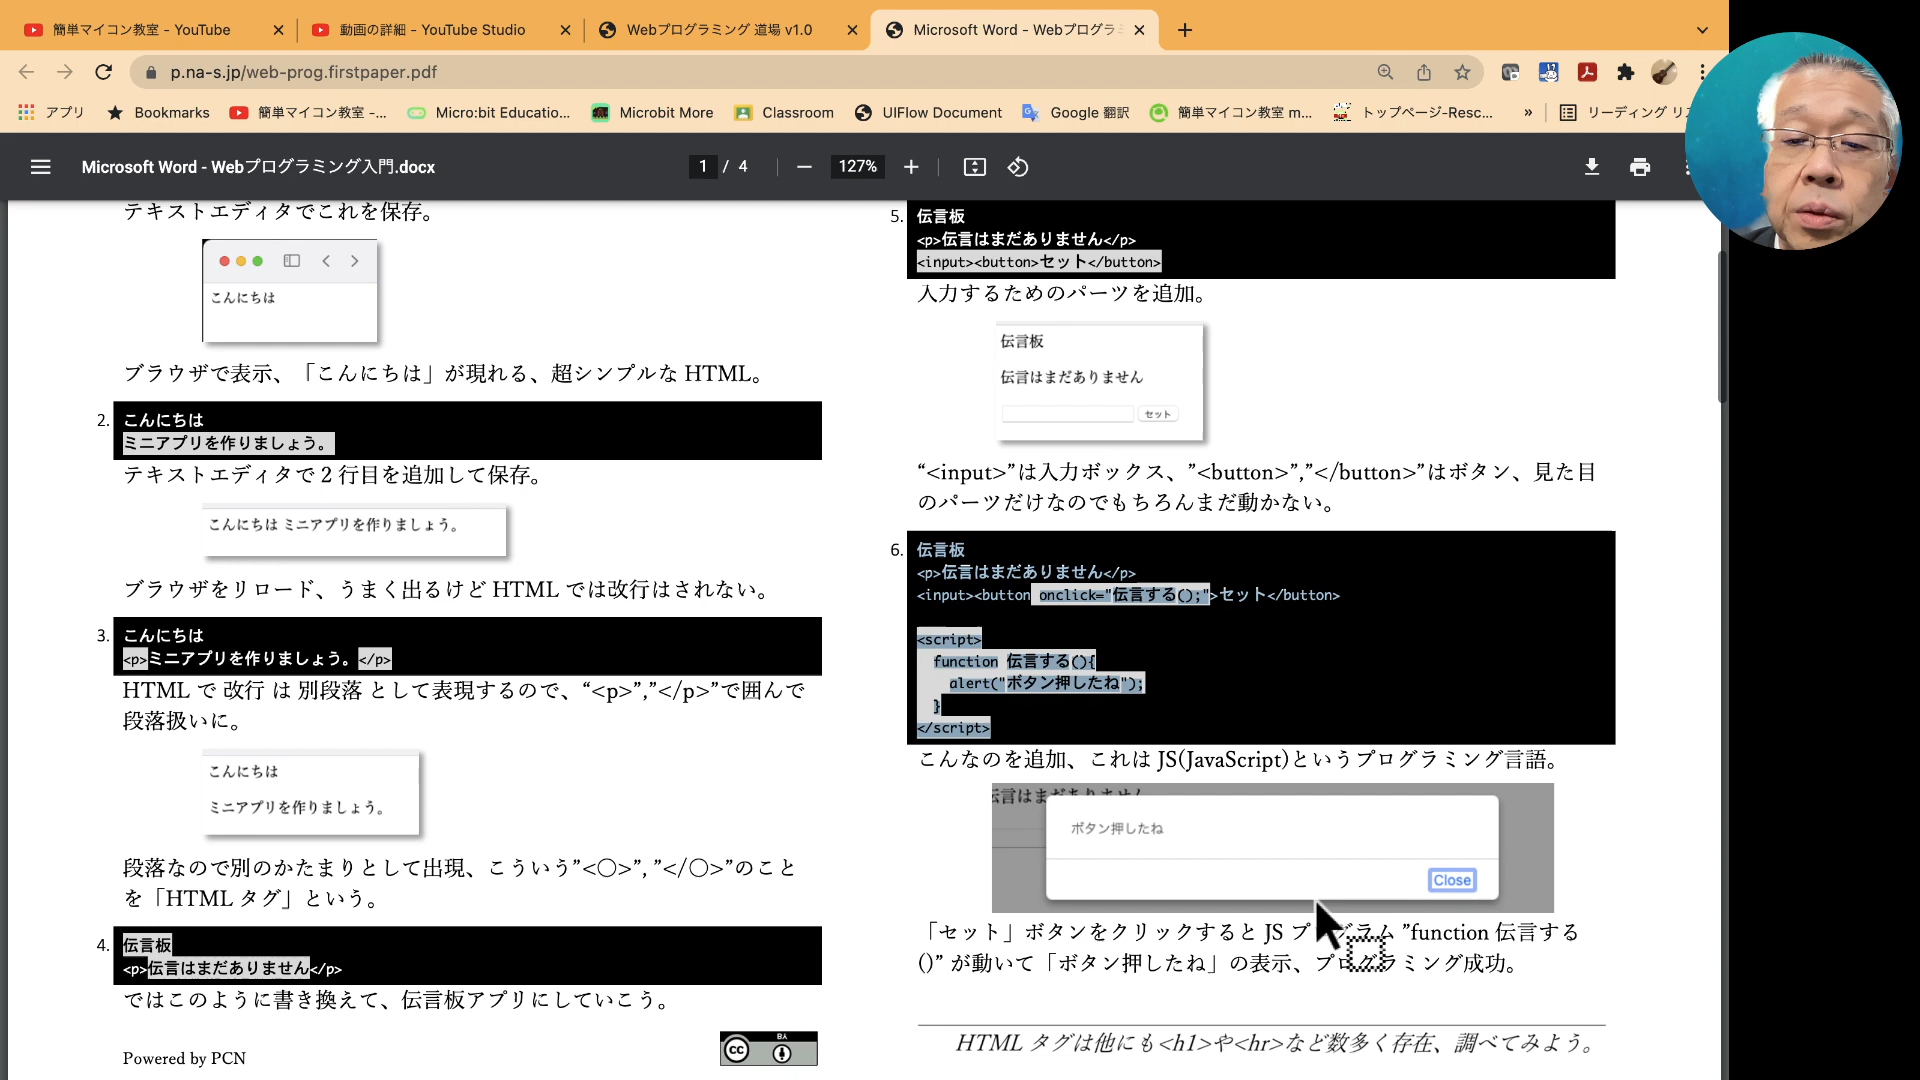 簡単マイコン教室 - YouTube
動画の詳細 - YouTube Studio
Webプログラミング 道場 v1.0
Microsoft Word - Webプログラ
p.na-s.jp/web-prog.firstpaper.pdf
アプリ
Bookmarks
簡単マイコン教室 -...
Micro:bit Educatio...
Microbit More
Classroom
UIFlow Document
Google 翻訳
簡単マイコン教室 m...
トップページ-Resc...
»
リーディング リス
Microsoft Word - Webプログラミング入門.docx
1 / 4
127%
テキストエディタでこれを保存。
こんにちは
ブラウザで表示、「こんにちは」が現れる、超シンプルな HTML。
2. こんにちは
ミニアプリを作りましょう。
テキストエディタで 2 行目を追加して保存。
こんにちは ミニアプリを作りましょう。
ブラウザをリロード、うまく出るけど HTML では改行はされない。
3. こんにちは
<p>ミニアプリを作りましょう。</p>
HTML で 改行 は 別段落 として表現するので、“<p>”,”</p>”で囲んで
段落扱いに。
こんにちは
ミニアプリを作りましょう。
段落なので別のかたまりとして出現、こういう”<〇>”, ”</〇>”のこと
を「HTML タグ」という。
4. 伝言板
<p>伝言はまだありません</p>
ではこのように書き換えて、伝言板アプリにしていこう。
Powered by PCN
cc
BY
5. 伝言板
<p>伝言はまだありません</p>
<input><button>セット</button>
入力するためのパーツを追加。
伝言板
伝言はまだありません
セット
“<input>”は入力ボックス、”<button>”,”</button>”はボタン、見た目
のパーツだけなのでもちろんまだ動かない。
6. 伝言板
<p>伝言はまだありません</p>
<input><button onclick="伝言する();">セット</button>
<script>
function 伝言する(){
alert("ボタン押したね");
}
</script>
こんなのを追加、これは JS(JavaScript)というプログラミング言語。
伝言はまだありません
ボタン押したね
Close
「セット」ボタンをクリックすると JS プログラム ”function 伝言する
()” が動いて「ボタン押したね」の表示、プログラミング成功。
HTML タグは他にも<h1>や<hr>など数多く存在、調べてみよう。